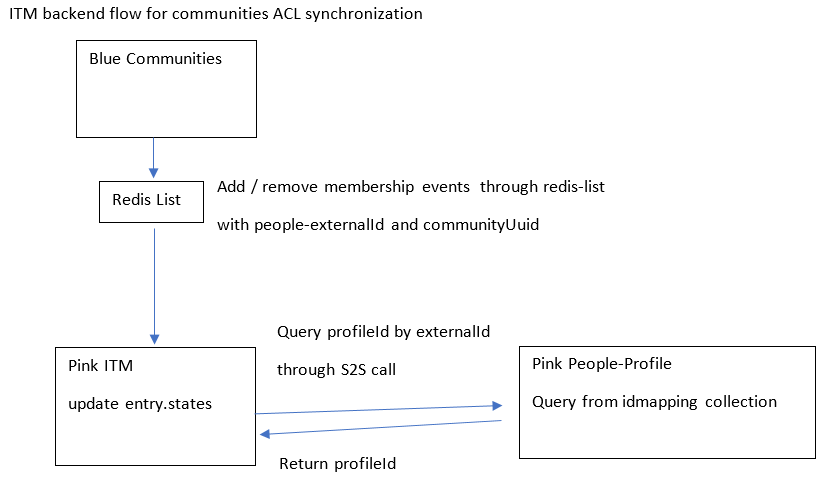 ITM backend flow for communities ACL synchronization
Blue Communities
Redis List
Add / remove membership events through redis-list
with people-externalId and communityUuid
Query profileId by externalId
through S2S call
Pink ITM
update entry.states
Pink People-Profile
Query from idmapping collection
Return profileId